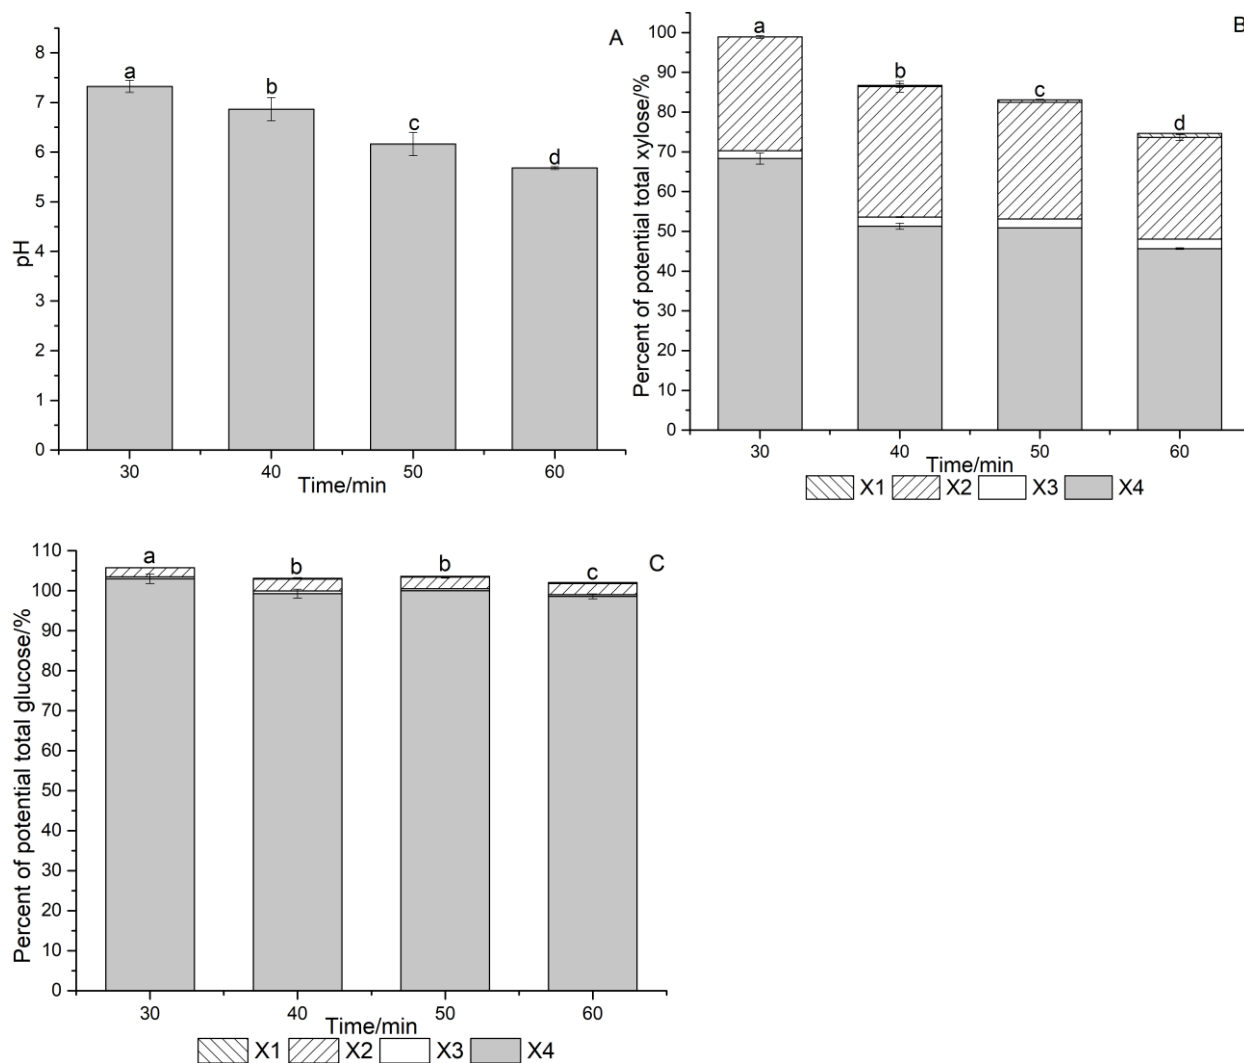 A
8
7
6
5
4
3
2
1
0
pH
a
b
c
d
30
40
50
60
Time/min
B
100
90
80
70
60
50
40
30
20
10
0
Percent of potential total xylose/%
a
b
c
d
30
40
50
60
Time/min
X1 X2 X3 X4
C
110
100
90
80
70
60
50
40
30
20
10
0
Percent of potential total glucose/%
a
b
b
c
30
40
50
60
Time/min
X1 X2 X3 X4